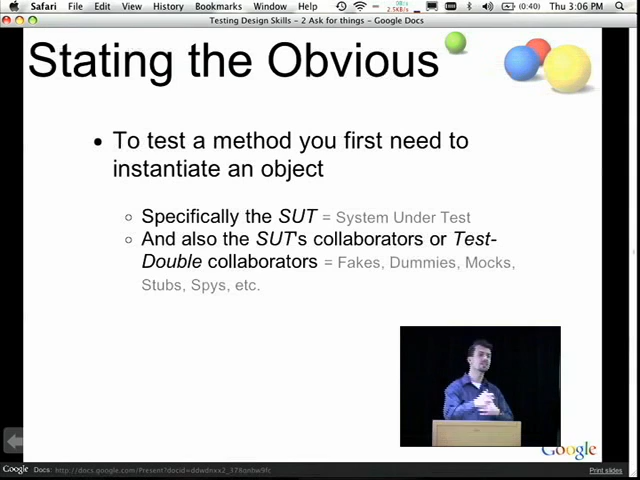 Safari File Edit View History Bookmarks Window Help (0:40) Thu 3:06 PM
Testing Design Skills - 2 Ask for things - Google Docs
Stating the Obvious
• To test a method you first need to
instantiate an object
○ Specifically the SUT = System Under Test
○ And also the SUT's collaborators or Test-
Double collaborators = Fakes, Dummies, Mocks,
Stubs, Spys, etc.
Google
Google Docs: Print slides